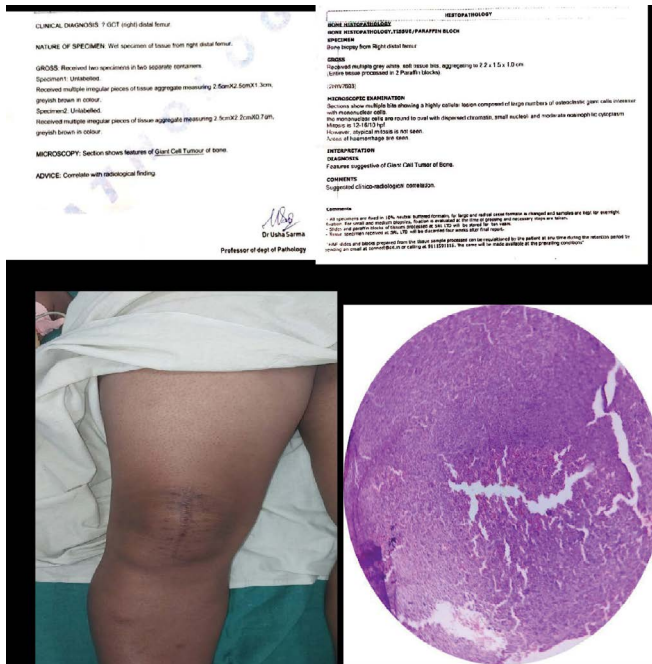 CLINICAL DIAGNOSIS: ? GCT (right) distal femur.
NATURE OF SPECIMEN: Wet specimen of tissue from right distal femur.
GROSS: Received two specimens in two separate containers.
Specimen1: Unlabelled.
Received multiple irregular pieces of tissue aggregate measuring 2.5cmX2.5cmX1.3cm,
greyish brown in colour.
Specimen2: Unlabelled.
Received multiple irregular pieces of tissue aggregate measuring 2.5cmX2.2cmX0.7cm,
greyish brown in colour.
MICROSCOPY: Section shows features of Giant Cell Tumour of bone.
ADVICE: Correlate with radiological finding.
Dr Usha Sarma
Professor of dept of Pathology
HISTOPATHOLOGY
BONE HISTOPATHOLOGY
BONE HISTOPATHOLOGY,TISSUE/PARAFFIN BLOCK
SPECIMEN
Bone biopsy from Right distal femur
GROSS
Received multiple grey white, soft tissue bits, aggregating to 2.2 x 1.5 x 1.0 cm
(Entire tissue processed in 2 Paraffin blocks)
MICROSCOPIC EXAMINATION
Sections show multiple bits showing a highly cellular lesion composed of large numbers of osteoclastic giant cells intermixed
with mononuclear cells.
the mononuclear cells are round to oval with dispersed chromatin, small nucleoli and moderate eosinophilic cytoplasm
Mitosis is 12-16/10 hpf
However, atypical mitosis is not seen.
Areas of haemorrhage are seen.
INTERPRETATION
DIAGNOSIS
Features suggestive of Giant Cell Tumor of Bone.
COMMENTS
Suggested clinico-radiological correlation.
Comments